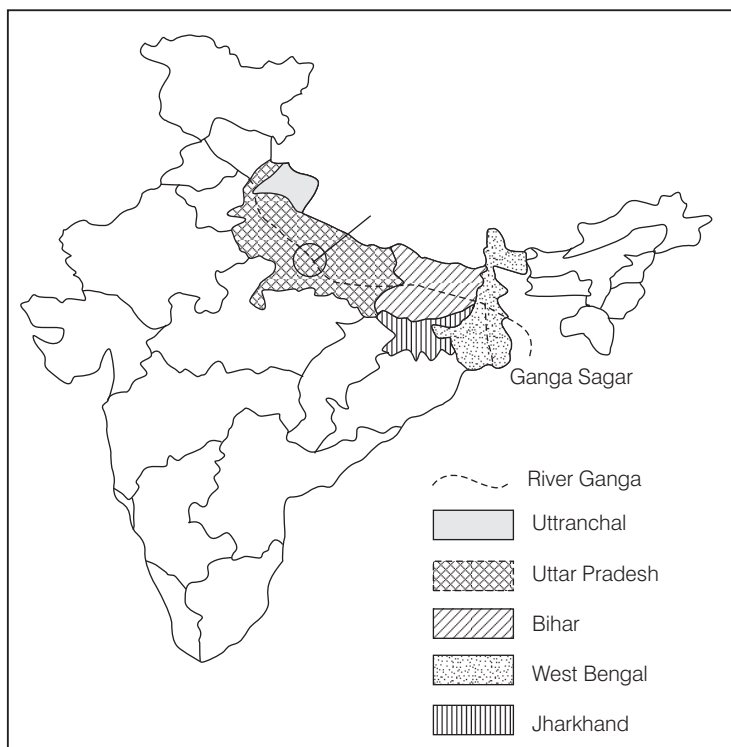 Ganga Sagar
River Ganga
Uttranchal
Uttar Pradesh
Bihar
West Bengal
Jharkhand